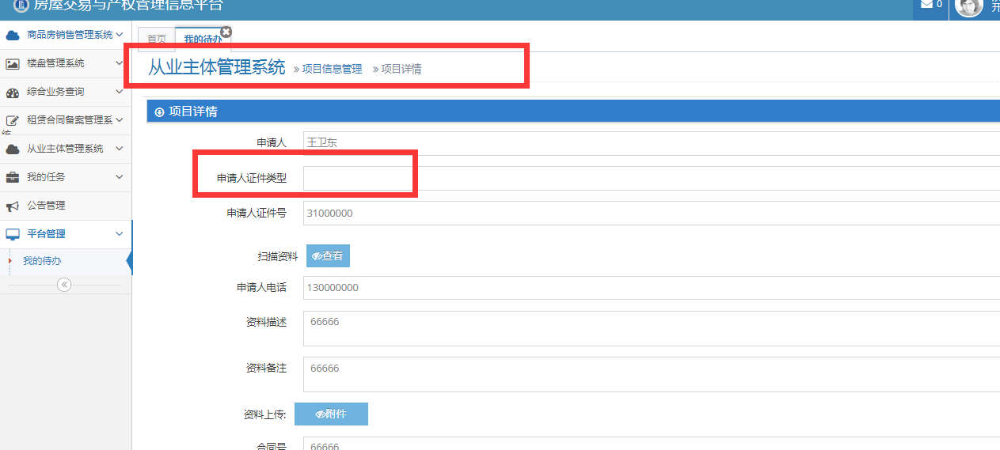 房屋交易与产权管理信息平台
0
商品房销售管理系统
楼盘管理系统
综合业务查询
租赁合同备案管理系
统
从业主体管理系统
我的任务
公告管理
平台管理
我的待办
首页
我的待办
从业主体管理系统 » 项目信息管理 » 项目详情
项目详情
申请人 王卫东
申请人证件类型
申请人证件号 31000000
扫描资料 查看
申请人电话 130000000
资料描述 66666
资料备注 66666
资料上传: 附件
合同号 66666